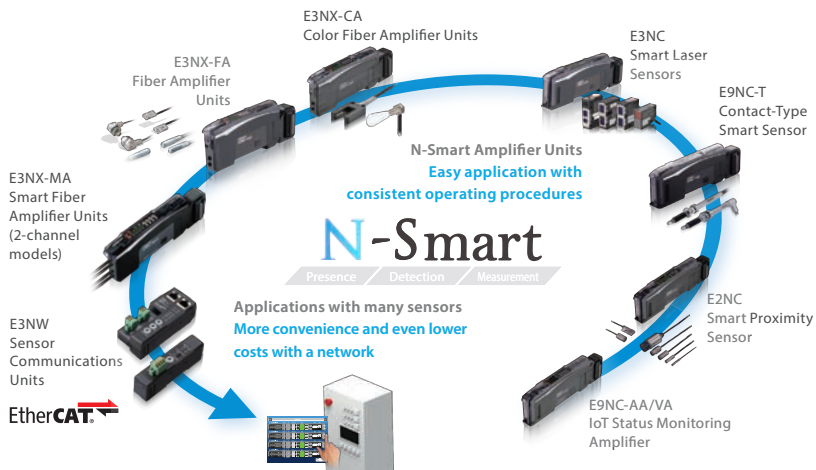 E3NX-CA
Color Fiber Amplifier Units
E3NX-FA
Fiber Amplifier
Units
E3NC
Smart Laser
Sensors
E9NC-T
Contact-Type
Smart Sensor
N-Smart Amplifier Units
Easy application with
consistent operating procedures
E3NX-MA
Smart Fiber
Amplifier Units
(2-channel
models)
N-Smart
Presence
Detection
Measurement
Applications with many sensors
More convenience and even lower
costs with a network
E2NC
Smart Proximity
Sensor
E3NW
Sensor
Communications
Units
EtherCAT®
E9NC-AA/VA
IoT Status Monitoring
Amplifier